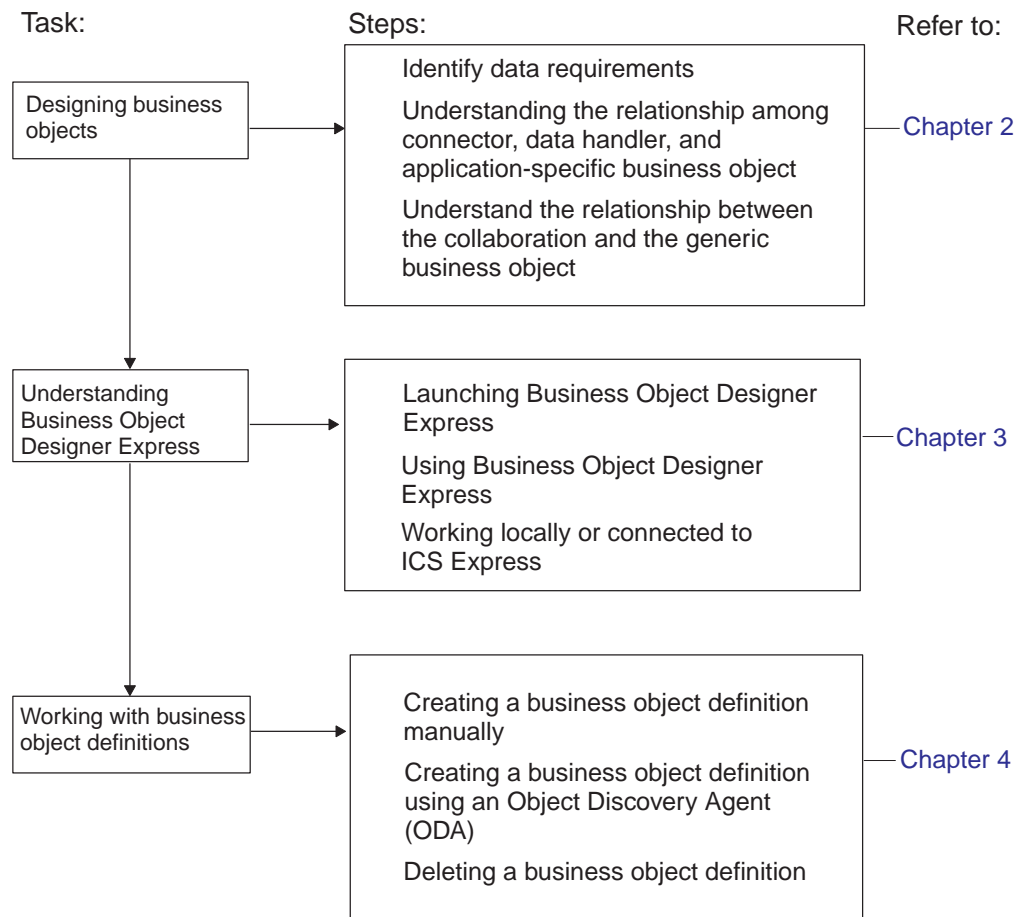 Task:
Steps:
Refer to:
Designing business
objects
Identify data requirements
Understanding the relationship among
connector, data handler, and
application-specific business object
Understand the relationship between
the collaboration and the generic
business object
Chapter 2
Understanding
Business Object
Designer Express
Launching Business Object Designer
Express
Using Business Object Designer
Express
Working locally or connected to
ICS Express
Chapter 3
Working with business
object definitions
Creating a business object definition
manually
Creating a business object definition
using an Object Discovery Agent
(ODA)
Deleting a business object definition
Chapter 4